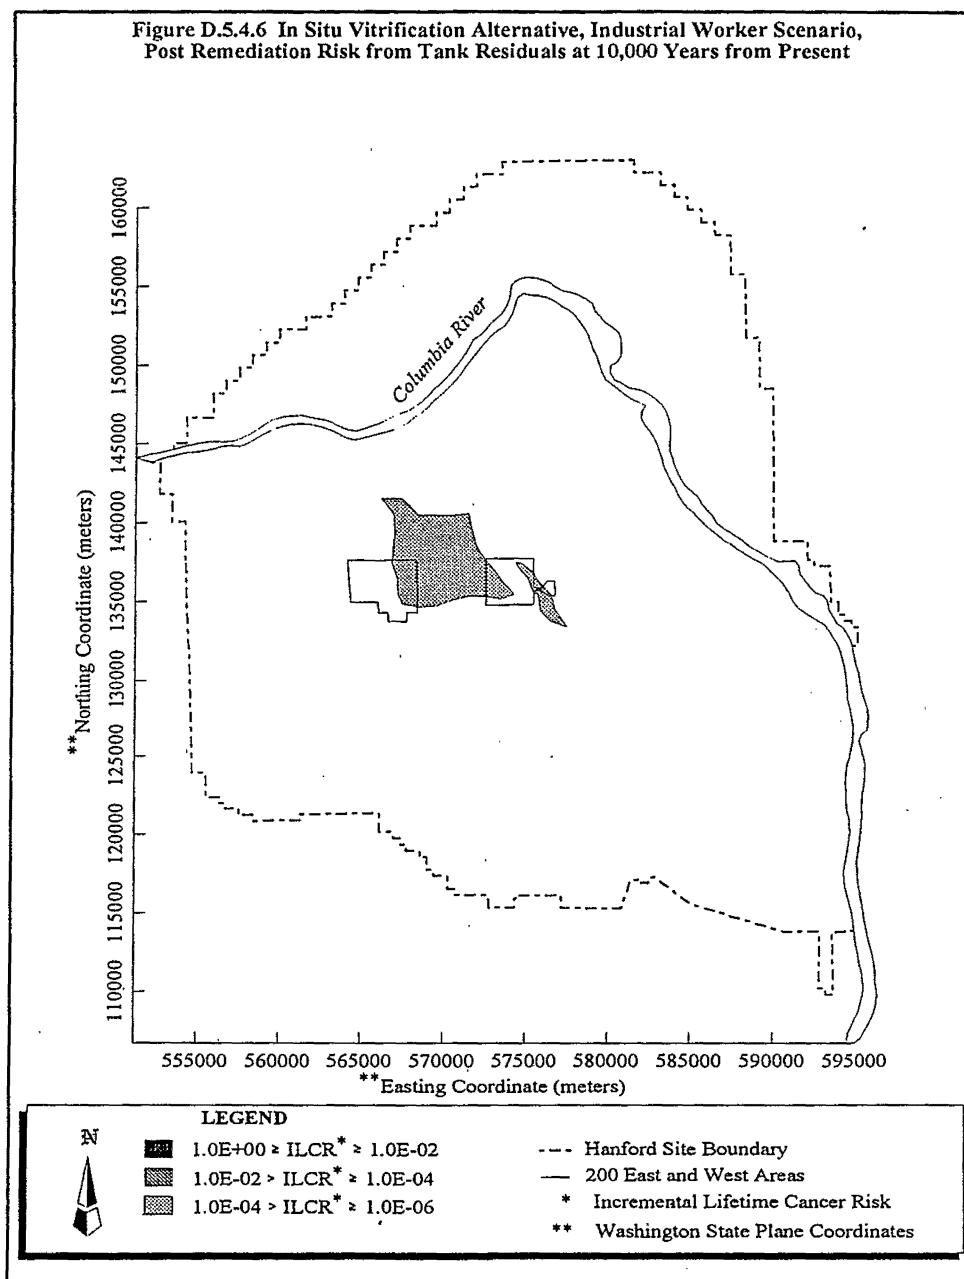 Figure D.5.4.6 In Situ Vitrification Alternative, Industrial Worker Scenario,
Post Remediation Risk from Tank Residuals at 10,000 Years from Present
160000
155000
150000
145000
140000
135000
130000
125000
120000
115000
110000
**Northing Coordinate (meters)
Columbia River
555000 560000 565000 570000 575000 580000 585000 590000 595000
**Easting Coordinate (meters)
LEGEND
N
1.0E+00 ≥ ILCR* ≥ 1.0E-02
1.0E-02 > ILCR* ≥ 1.0E-04
1.0E-04 > ILCR* ≥ 1.0E-06
Hanford Site Boundary
200 East and West Areas
* Incremental Lifetime Cancer Risk
** Washington State Plane Coordinates